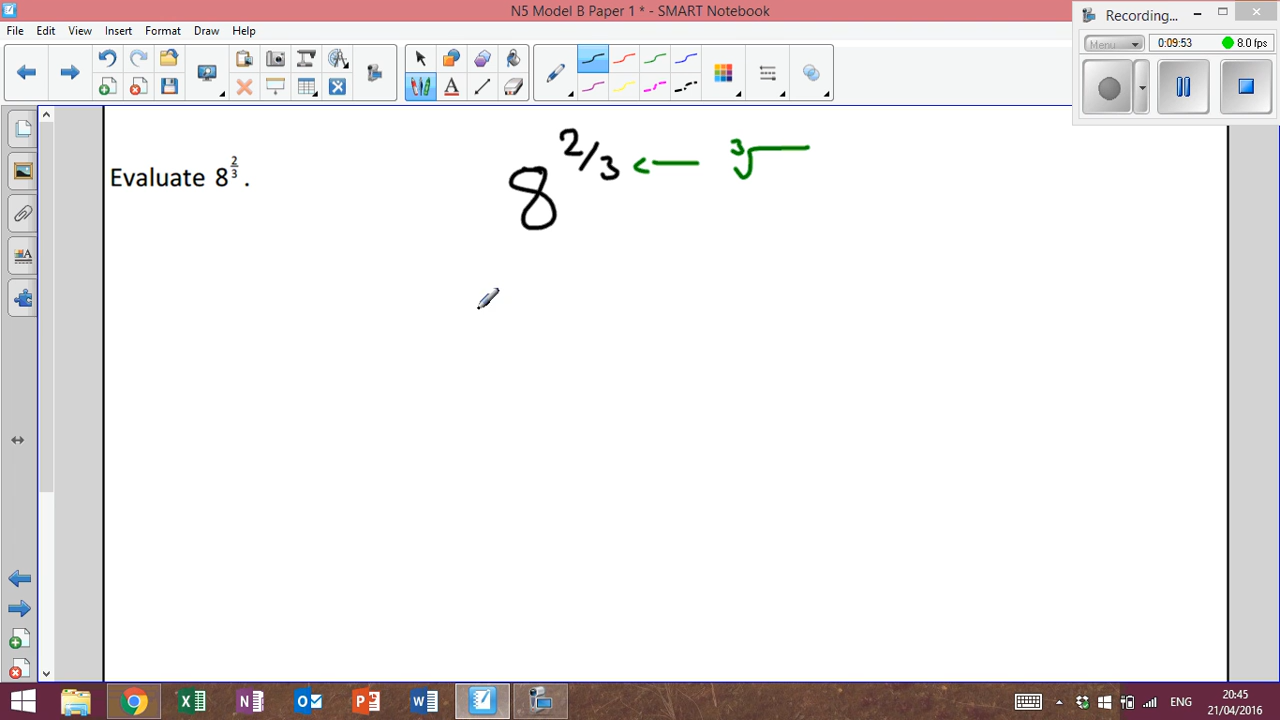 N5 Model B Paper 1 * - SMART Notebook
Recording...
File Edit View Insert Format Draw Help
Menu 00:09:53 8.0 fps
Evaluate 8^(2/3).
8^(2/3) ← ∛
20:45
ENG
21/04/2016